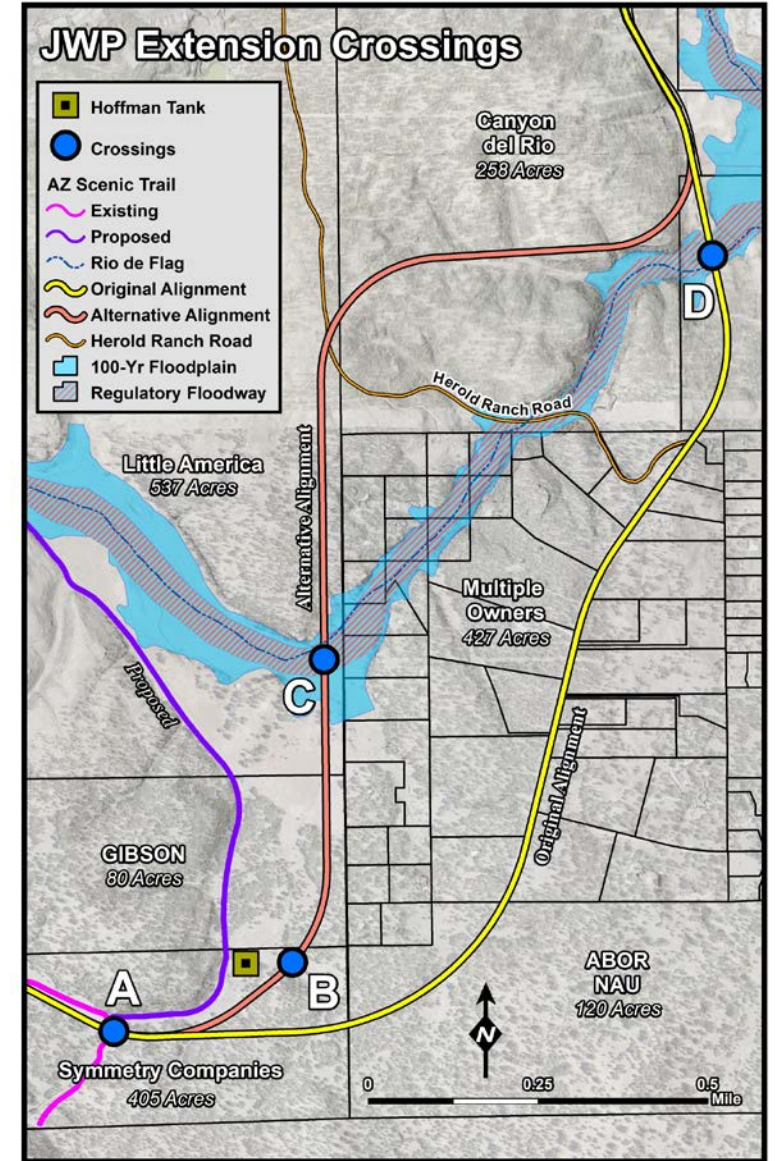 JWP Extension Crossings
Hoffman Tank
Crossings
AZ Scenic Trail
Existing
Proposed
Rio de Flag
Original Alignment
Alternative Alignment
Herold Ranch Road
100-Yr Floodplain
Regulatory Floodway
Canyon
del Rio
258 Acres
D
Herold Ranch Road
Little America
537 Acres
Alternative Alignment
Multiple
Owners
427 Acres
C
Proposed
Original Alignment
GIBSON
80 Acres
A
B
ABOR
NAU
120 Acres
N
Symmetry Companies
405 Acres
0 0.25 0.5
Mile